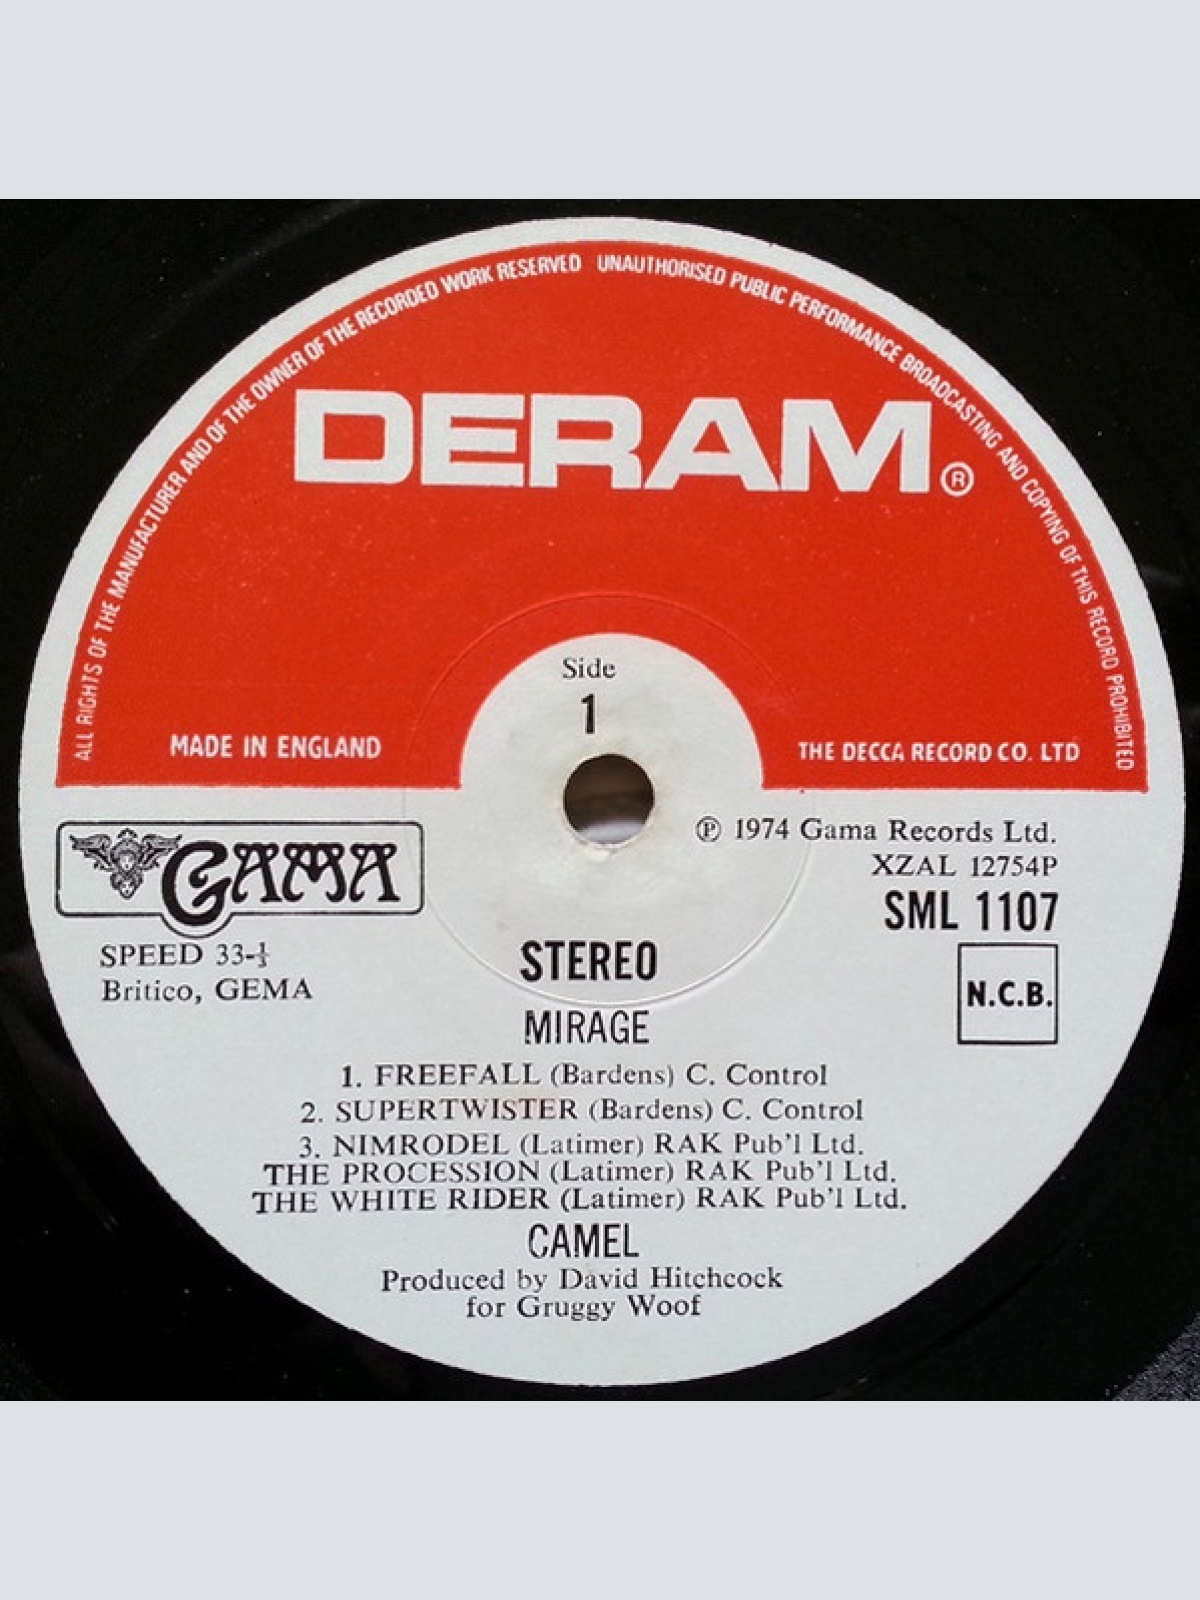 ALL RIGHTS OF THE MANUFACTURER AND OF THE OWNER OF THE RECORDED WORK RESERVED UNAUTHORISED PUBLIC PERFORMANCE BROADCASTING AND COPYING OF THIS RECORD PROHIBITED
DERAM®
Side
1
MADE IN ENGLAND
THE DECCA RECORD CO. LTD
GAMA
℗ 1974 Gama Records Ltd.
XZAL 12754P
SML 1107
SPEED 33-⅓
Britico, GEMA
N.C.B.
STEREO
MIRAGE
1. FREEFALL (Bardens) C. Control
2. SUPERTWISTER (Bardens) C. Control
3. NIMRODEL (Latimer) RAK Pub'l Ltd.
THE PROCESSION (Latimer) RAK Pub'l Ltd.
THE WHITE RIDER (Latimer) RAK Pub'l Ltd.
CAMEL
Produced by David Hitchcock
for Gruggy Woof